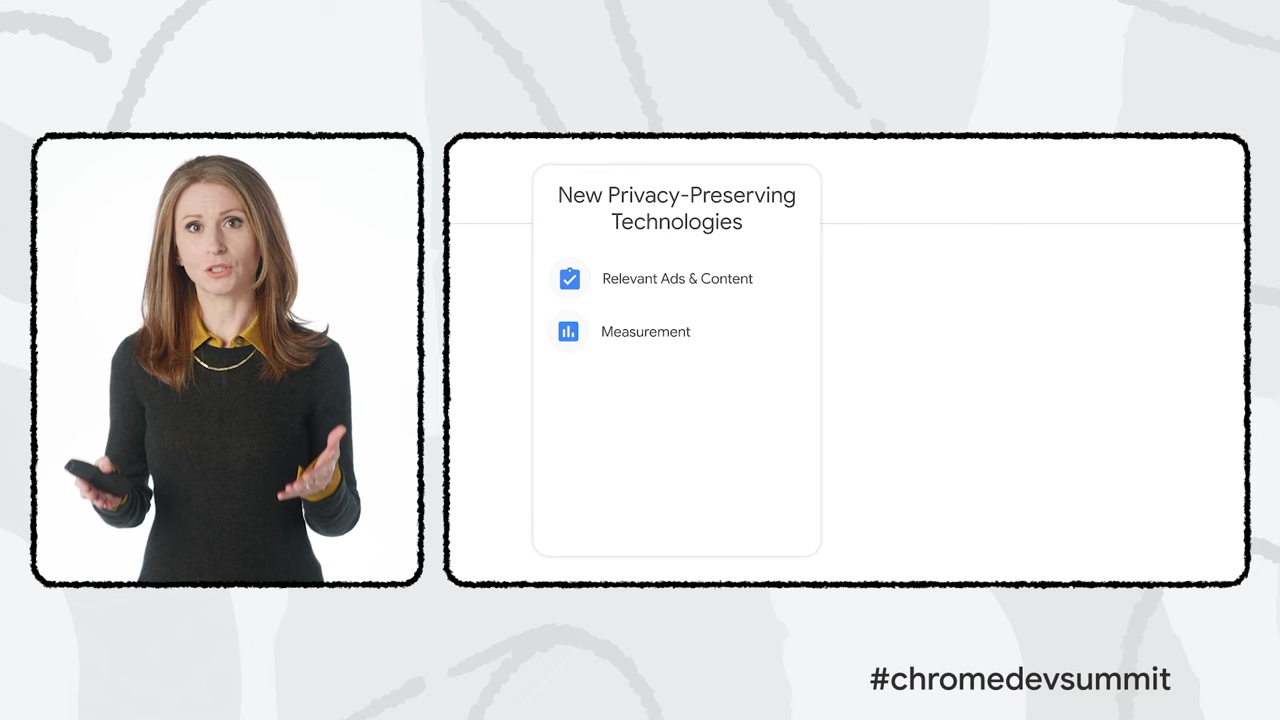 New Privacy-Preserving
Technologies
Relevant Ads & Content
Measurement
#chromedevsummit